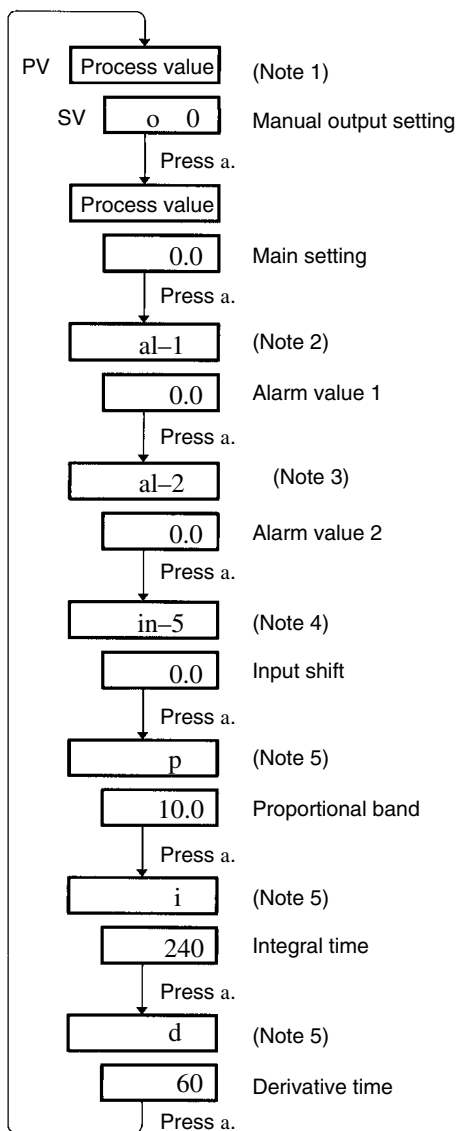 PV Process value (Note 1)
SV o 0 Manual output setting
Press a.
Process value
0.0 Main setting
Press a.
al–1 (Note 2)
0.0 Alarm value 1
Press a.
al–2 (Note 3)
0.0 Alarm value 2
Press a.
in–5 (Note 4)
0.0 Input shift
Press a.
p (Note 5)
10.0 Proportional band
Press a.
i (Note 5)
240 Integral time
Press a.
d (Note 5)
60 Derivative time
Press a.